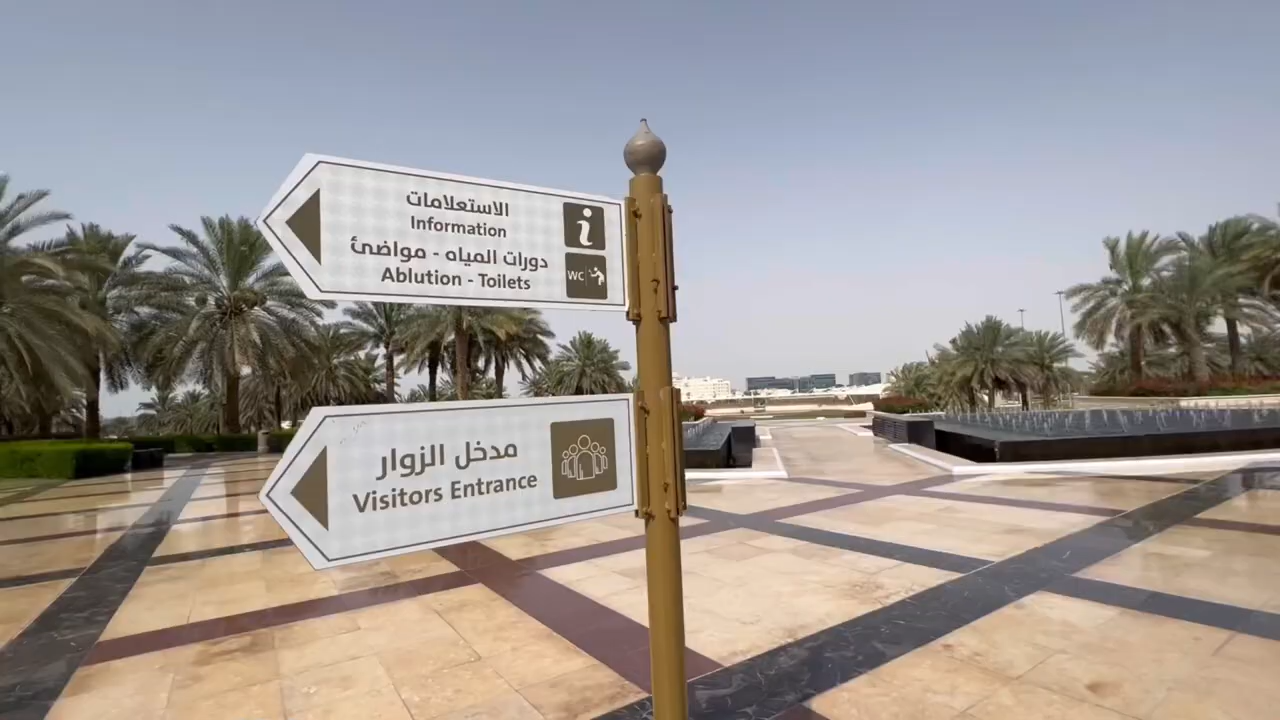 الاستعلامات
Information
دورات المياه - مواضئ
Ablution - Toilets
i
WC
مدخل الزوار
Visitors Entrance